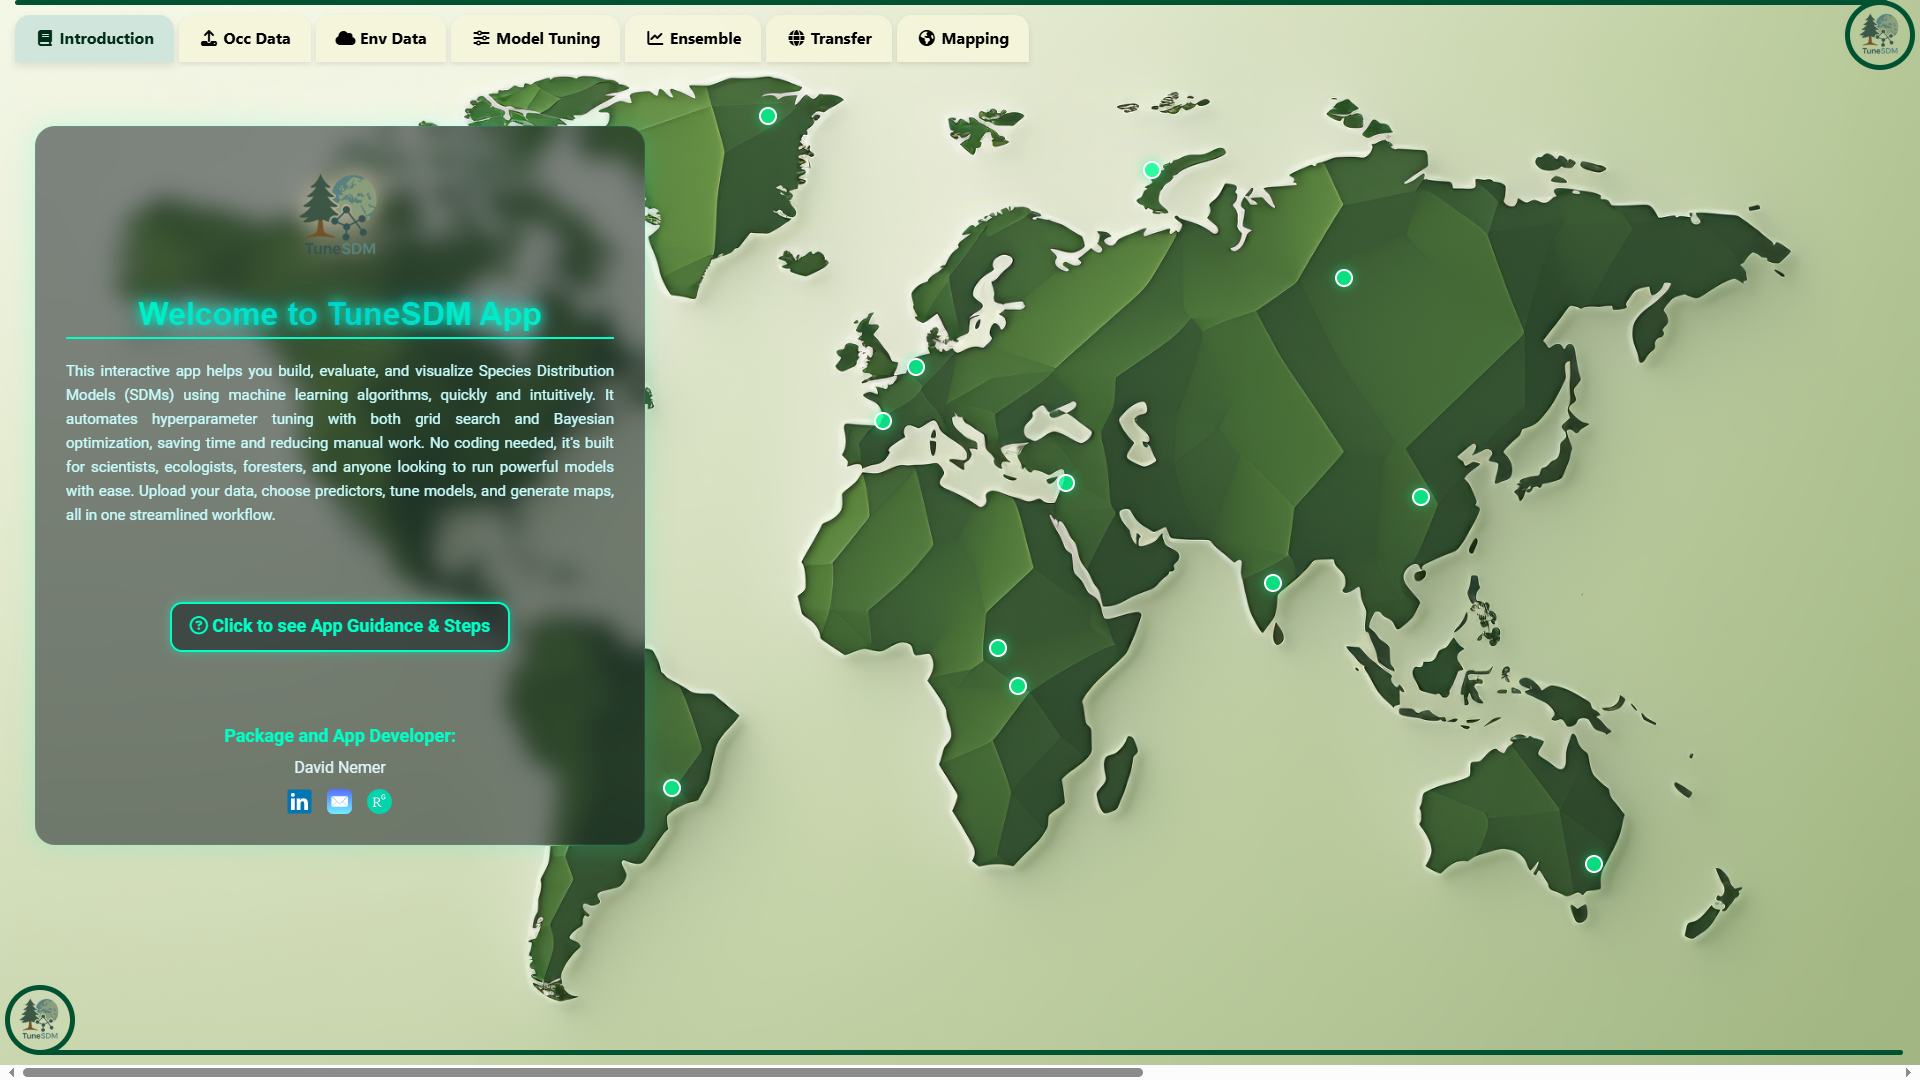 Introduction
Occ Data
Env Data
Model Tuning
Ensemble
Transfer
Mapping
TuneSDM
TuneSDM
Welcome to TuneSDM App
This interactive app helps you build, evaluate, and visualize Species Distribution
Models (SDMs) using machine learning algorithms, quickly and intuitively. It
automates hyperparameter tuning with both grid search and Bayesian
optimization, saving time and reducing manual work. No coding needed, it's built
for scientists, ecologists, foresters, and anyone looking to run powerful models
with ease. Upload your data, choose predictors, tune models, and generate maps,
all in one streamlined workflow.
Click to see App Guidance & Steps
Package and App Developer:
David Nemer
in
RG
TuneSDM